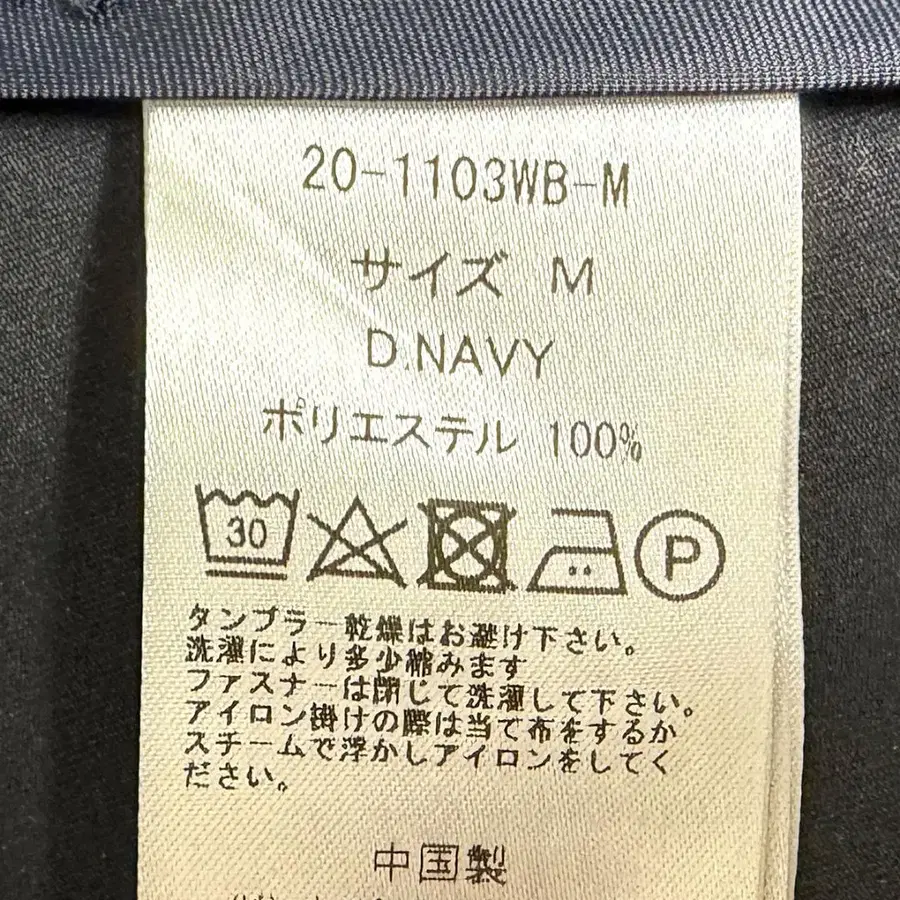 20-1103WB-M
サイズ M
D.NAVY
ポリエステル 100%
30
P
タンブラー乾燥はお避け下さい。
洗濯により多少縮みます
ファスナーは閉じて洗濯して下さい。
アイロン掛けの際は当て布をするか
スチームで浮かしアイロンをしてく
ださい。
中国製